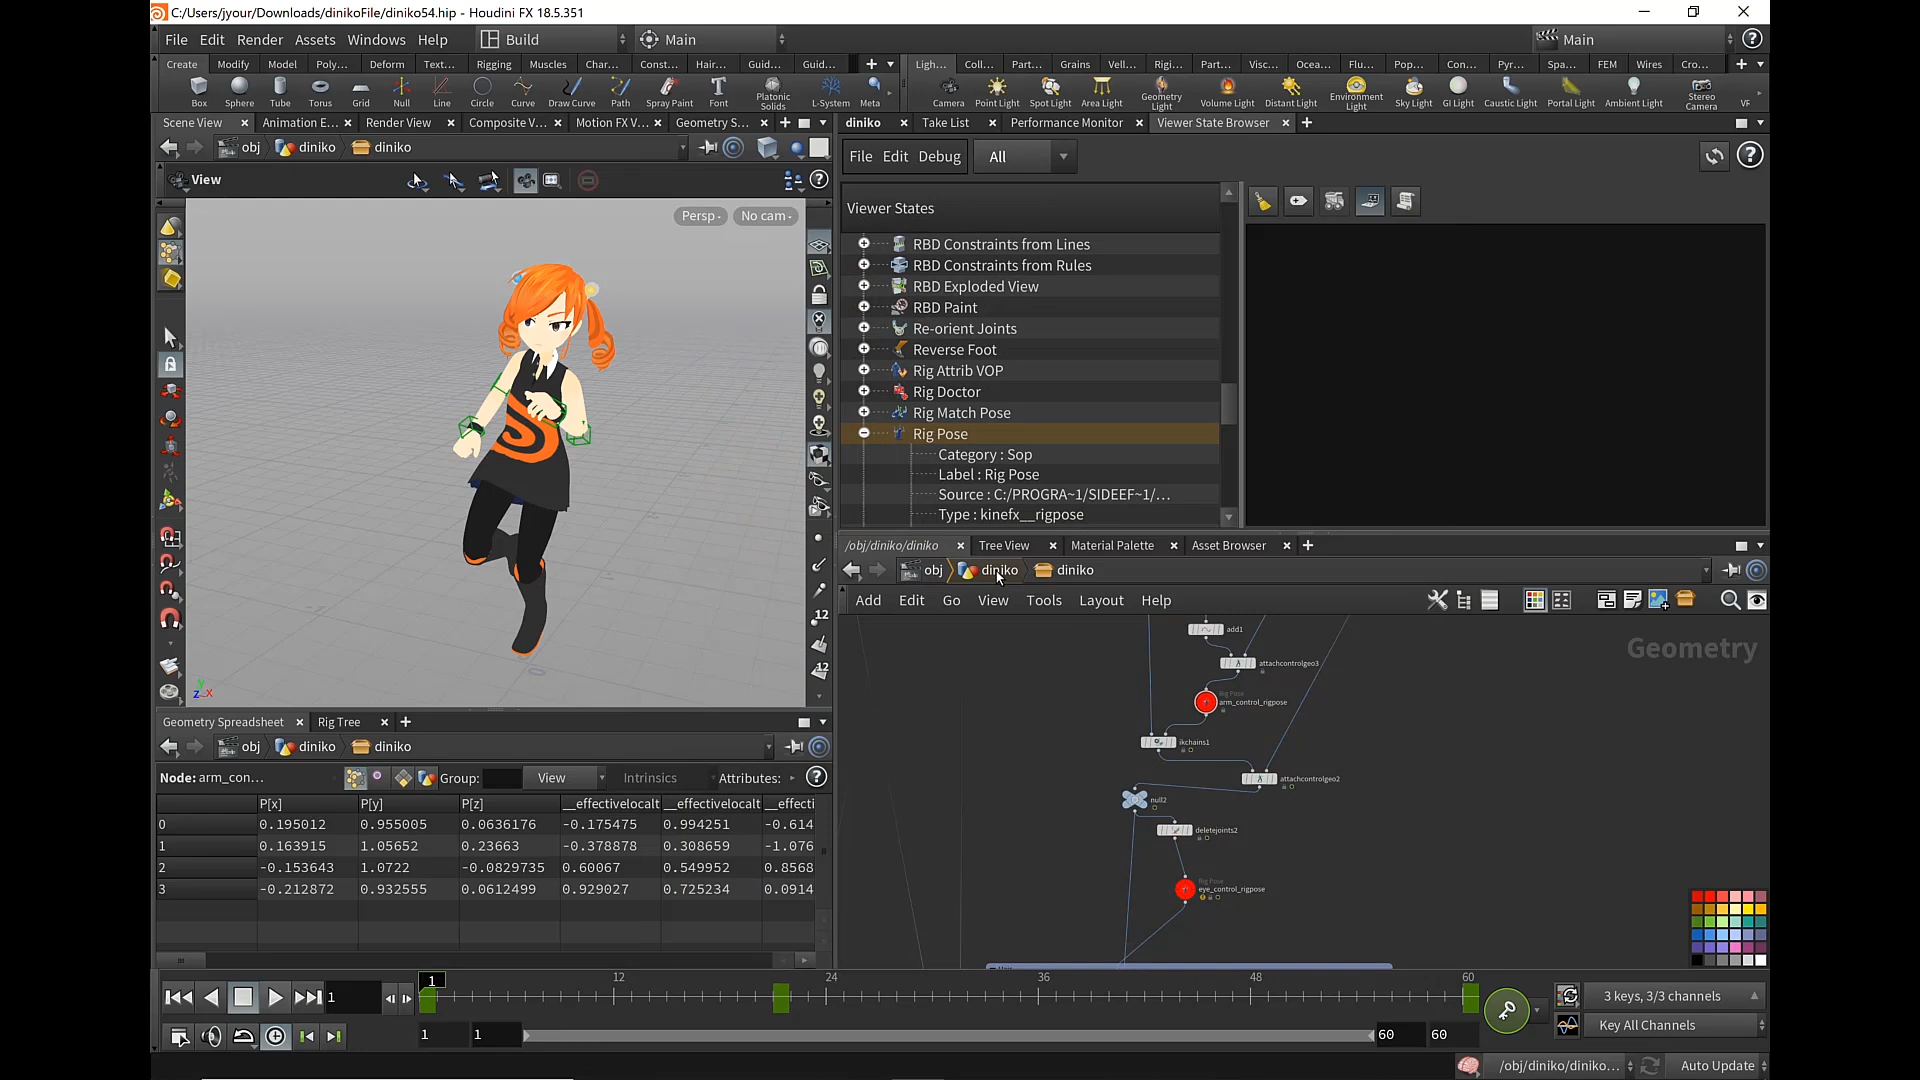 C:/Users/jyour/Downloads/dinikoFile/diniko54.hip - Houdini FX 18.5.351
File Edit Render Assets Windows Help Build Main Main
Create Modify Model Poly... Deform Text... Rigging Muscles Char... Const... Hair... Guid... Guid...
Ligh... Coll... Part... Grains Vell... Rigi... Part... Visc... Ocea... Flu... Pop... Con... Pyr... Spa... FEM Wires Cro...
Box Sphere Tube Torus Grid Null Line Circle Curve Draw Curve Path Spray Paint Font Platonic Solids L-System Meta
Camera Point Light Spot Light Area Light Geometry Light Volume Light Distant Light Environment Light Sky Light GI Light Caustic Light Portal Light Ambient Light Stereo Camera VF
Scene View Animation E... Render View Composite V... Motion FX V... Geometry S...
diniko Take List Performance Monitor Viewer State Browser
obj diniko diniko
File Edit Debug All
View
Persp No cam
Viewer States
RBD Constraints from Lines
RBD Constraints from Rules
RBD Exploded View
RBD Paint
Re-orient Joints
Reverse Foot
Rig Attrib VOP
Rig Doctor
Rig Match Pose
Rig Pose
Category : Sop
Label : Rig Pose
Source : C:/PROGRA~1/SIDEEF~1/...
Type : kinefx__rigpose
/obj/diniko/diniko Tree View Material Palette Asset Browser
obj diniko diniko
Add Edit Go View Tools Layout Help
Geometry
add1
attachcontrolgeo3
Rig Pose
arm_control_rigpose
ikchains1
attachcontrolgeo2
null2
deletejoints2
Rig Pose
eye_control_rigpose
12
12
y
z x
Geometry Spreadsheet Rig Tree
obj diniko diniko
Node: arm_con... Group: View Intrinsics Attributes:
P[x] P[y] P[z] __effectivelocalt __effectivelocalt __effecti
0 0.195012 0.955005 0.0636176 -0.175475 0.994251 -0.614
1 0.163915 1.05652 0.23663 -0.378878 0.308659 -1.076
2 -0.153643 1.0722 -0.0829735 0.60067 0.549952 0.8568
3 -0.212872 0.932555 0.0612499 0.929027 0.725234 0.0914
1 12 24 36 48 60
1
3 keys, 3/3 channels
1 1 60 60
Key All Channels
/obj/diniko/diniko... Auto Update